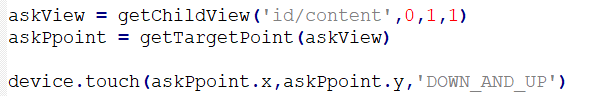 askView = getChildView('id/content',0,1,1)
askPpoint = getTargetPoint(askView)
device.touch(askPpoint.x,askPpoint.y,'DOWN_AND_UP')